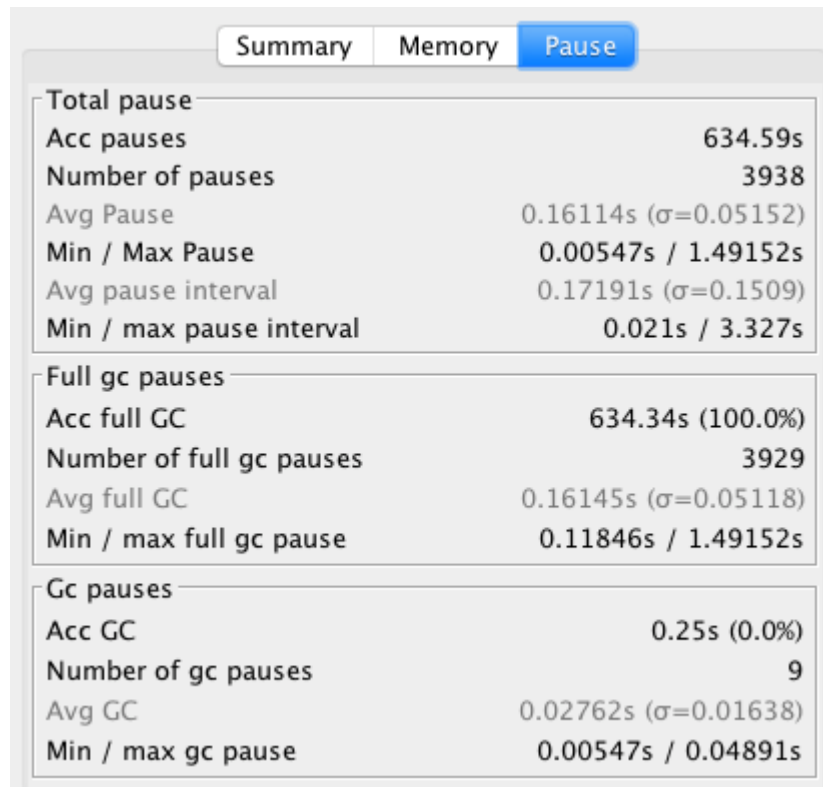 Summary Memory Pause
Total pause
Acc pauses 634.59s
Number of pauses 3938
Avg Pause 0.16114s (σ=0.05152)
Min / Max Pause 0.00547s / 1.49152s
Avg pause interval 0.17191s (σ=0.1509)
Min / max pause interval 0.021s / 3.327s
Full gc pauses
Acc full GC 634.34s (100.0%)
Number of full gc pauses 3929
Avg full GC 0.16145s (σ=0.05118)
Min / max full gc pause 0.11846s / 1.49152s
Gc pauses
Acc GC 0.25s (0.0%)
Number of gc pauses 9
Avg GC 0.02762s (σ=0.01638)
Min / max gc pause 0.00547s / 0.04891s